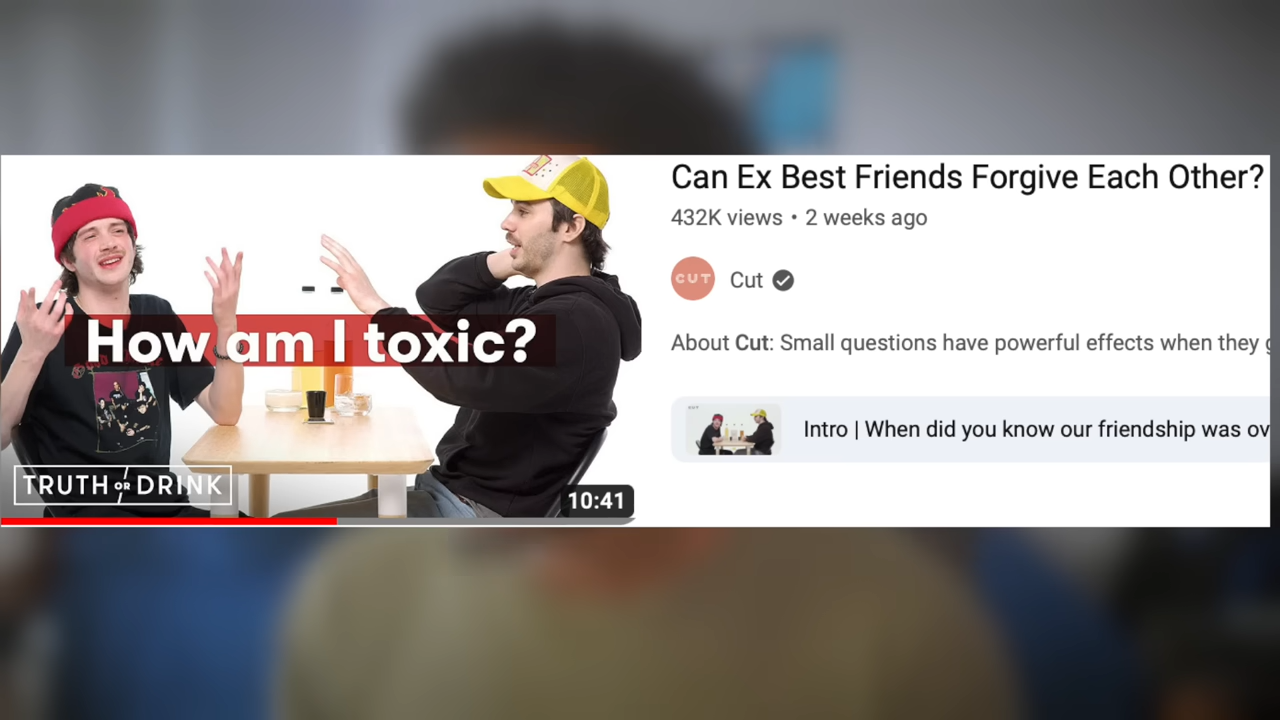 Can Ex Best Friends Forgive Each Other?
432K views • 2 weeks ago
CUT
Cut
About Cut: Small questions have powerful effects when they g
Intro | When did you know our friendship was ov
How am I toxic?
TRUTH OR DRINK
10:41